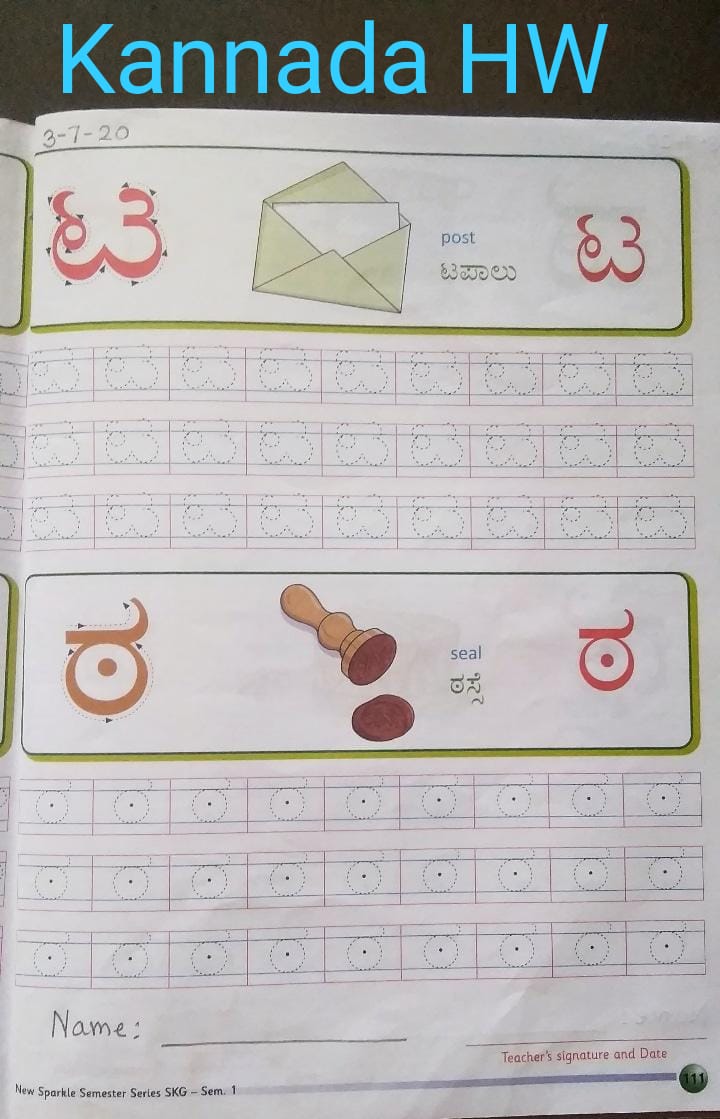 Kannada HW
3-7-20
ಟ
post
ಟಪಾಲು
ಟ
ಟ ಟ ಟ ಟ ಟ ಟ ಟ ಟ ಟ
ಟ ಟ ಟ ಟ ಟ ಟ ಟ ಟ ಟ
ಟ ಟ ಟ ಟ ಟ ಟ ಟ ಟ ಟ
ಠ
seal
ಠಸ್ಸೆ
ಠ
ಠ ಠ ಠ ಠ ಠ ಠ ಠ ಠ ಠ
ಠ ಠ ಠ ಠ ಠ ಠ ಠ ಠ ಠ
ಠ ಠ ಠ ಠ ಠ ಠ ಠ ಠ ಠ
Name:
Teacher's signature and Date
New Sparkle Semester Series SKG – Sem. 1
111